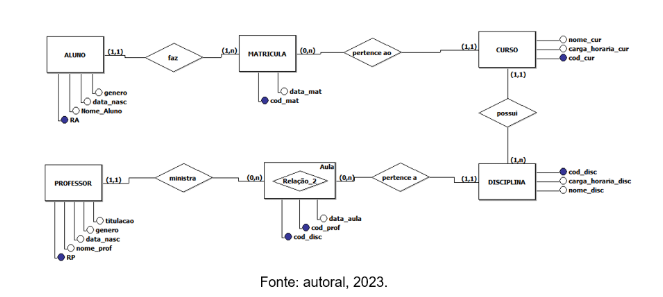 ALUNO
(1,1)
faz
(1,n)
MATRICULA
(0,n)
pertence ao
(1,1)
CURSO
nome_cur
carga_horaria_cur
cod_cur
genero
data_nasc
Nome_Aluno
RA
data_mat
cod_mat
(1,1)
possui
(1,n)
PROFESSOR
(1,1)
ministra
(0,n)
Aula
Relação_2
(0,n)
pertence a
(1,1)
DISCIPLINA
cod_disc
carga_horaria_disc
nome_disc
titulacao
genero
data_nasc
nome_prof
RP
data_aula
cod_prof
cod_disc
Fonte: autoral, 2023.